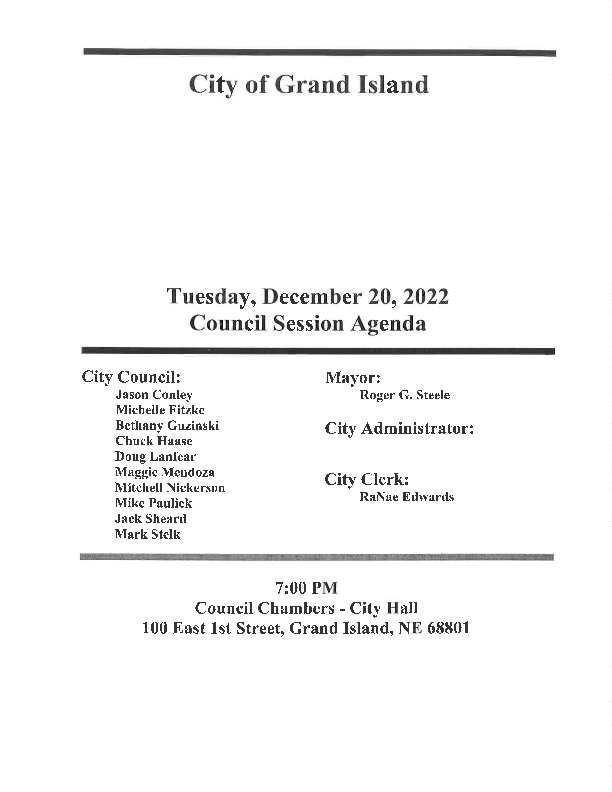 City of Grand Island
Tuesday, December 20, 2022
Council Session Agenda
City Council:
Jason Conley
Michelle Fitzke
Bethany Guzinski
Chuck Haase
Doug Lanfear
Maggie Mendoza
Mitchell Nickerson
Mike Paulick
Jack Sheard
Mark Stelk
Mayor:
Roger G. Steele
City Administrator:
City Clerk:
RaNae Edwards
7:00 PM
Council Chambers - City Hall
100 East 1st Street, Grand Island, NE 68801